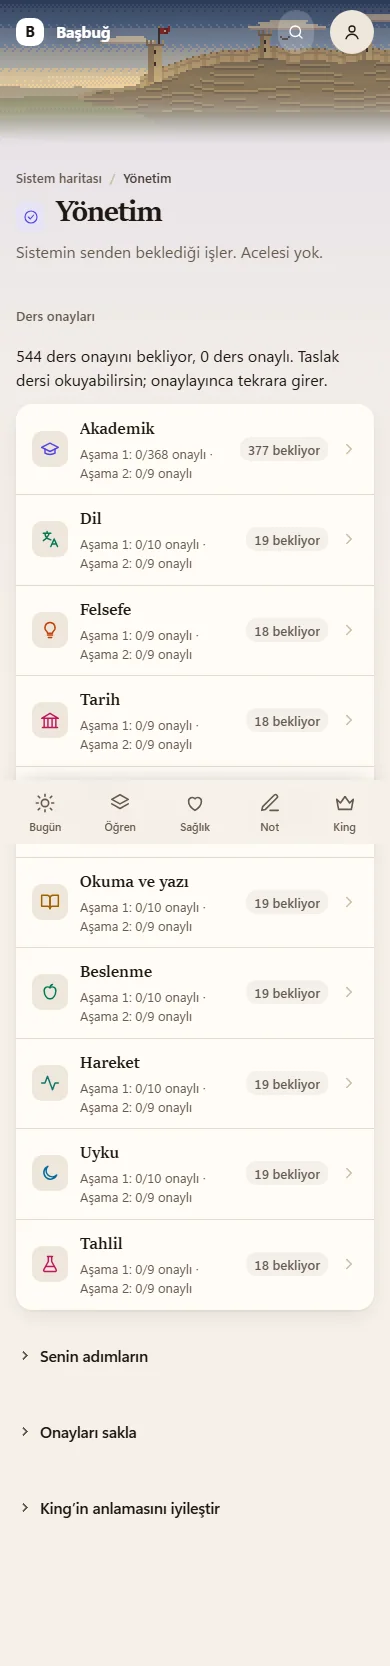 B Başbuğ
Sistem haritası / Yönetim
Yönetim
Sistemin senden beklediği işler. Acelesi yok.
Ders onayları
544 ders onayını bekliyor, 0 ders onaylı. Taslak
dersi okuyabilirsin; onaylayınca tekrara girer.
Akademik
Aşama 1: 0/368 onaylı ·
Aşama 2: 0/9 onaylı
377 bekliyor
Dil
Aşama 1: 0/10 onaylı ·
Aşama 2: 0/9 onaylı
19 bekliyor
Felsefe
Aşama 1: 0/9 onaylı ·
Aşama 2: 0/9 onaylı
18 bekliyor
Tarih
Aşama 1: 0/9 onaylı ·
Aşama 2: 0/9 onaylı
18 bekliyor
Bugün Öğren Sağlık Not King
Okuma ve yazı
Aşama 1: 0/10 onaylı ·
Aşama 2: 0/9 onaylı
19 bekliyor
Beslenme
Aşama 1: 0/10 onaylı ·
Aşama 2: 0/9 onaylı
19 bekliyor
Hareket
Aşama 1: 0/10 onaylı ·
Aşama 2: 0/9 onaylı
19 bekliyor
Uyku
Aşama 1: 0/10 onaylı ·
Aşama 2: 0/9 onaylı
19 bekliyor
Tahlil
Aşama 1: 0/9 onaylı ·
Aşama 2: 0/9 onaylı
18 bekliyor
Senin adımların
Onayları sakla
King’in anlamasını iyileştir